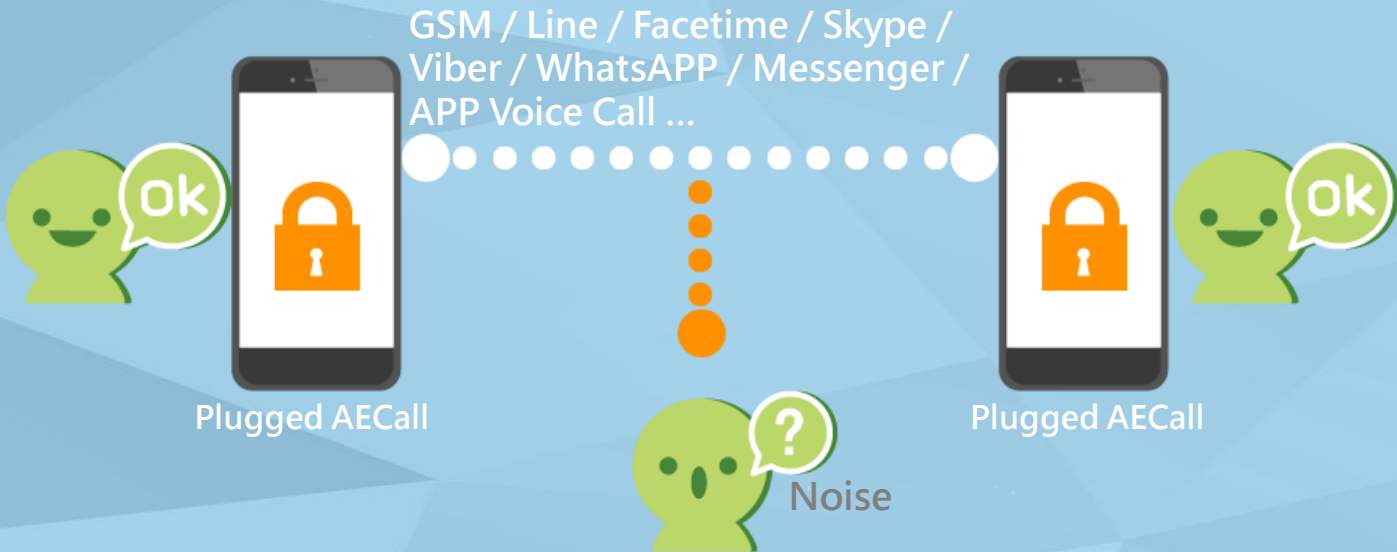 GSM / Line / Facetime / Skype /
Viber / WhatsAPP / Messenger /
APP Voice Call ...
ok
ok
Plugged AECall
Plugged AECall
?
Noise